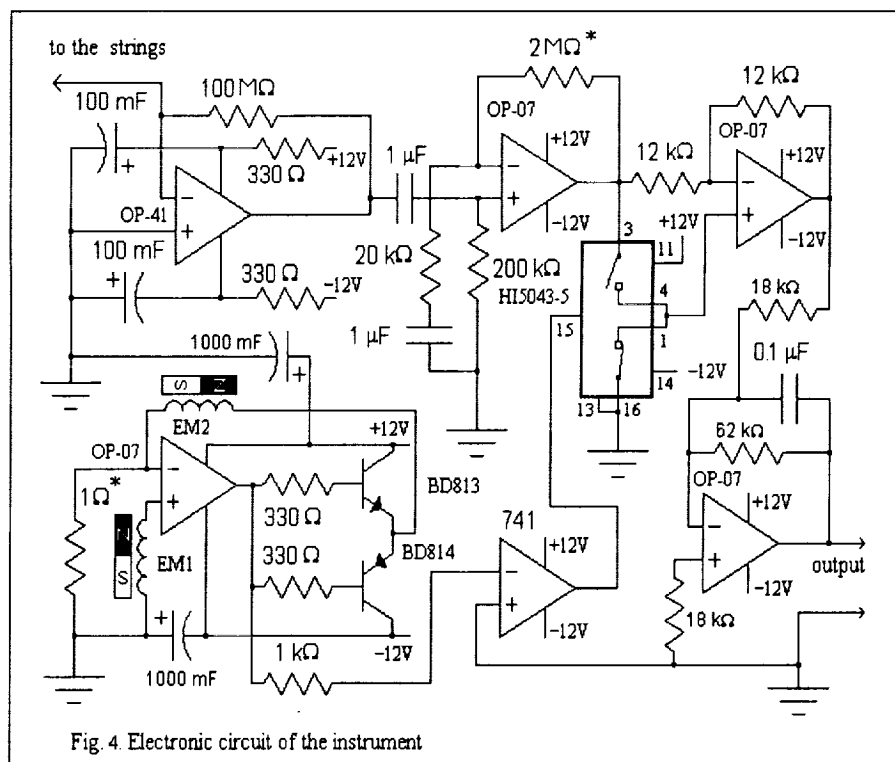 to the strings
100 mF
100 MΩ
2 MΩ*
12 kΩ
OP-07
OP-07
+12V
330 Ω
+12V
1 µF
12 kΩ
+12V
OP-41
-12V
-12V
100 mF
330 Ω
-12V
20 kΩ
200 kΩ
HI5043-5
3
11
+12V
4
1
15
14
-12V
13
16
18 kΩ
0.1 µF
1 µF
1000 mF
S
N
EM2
+12V
62 kΩ
OP-07
OP-07
1Ω*
330 Ω
BD813
BD814
330 Ω
N
S
EM1
741
+12V
-12V
+12V
-12V
output
18 kΩ
1000 mF
-12V
1 kΩ
Fig. 4. Electronic circuit of the instrument